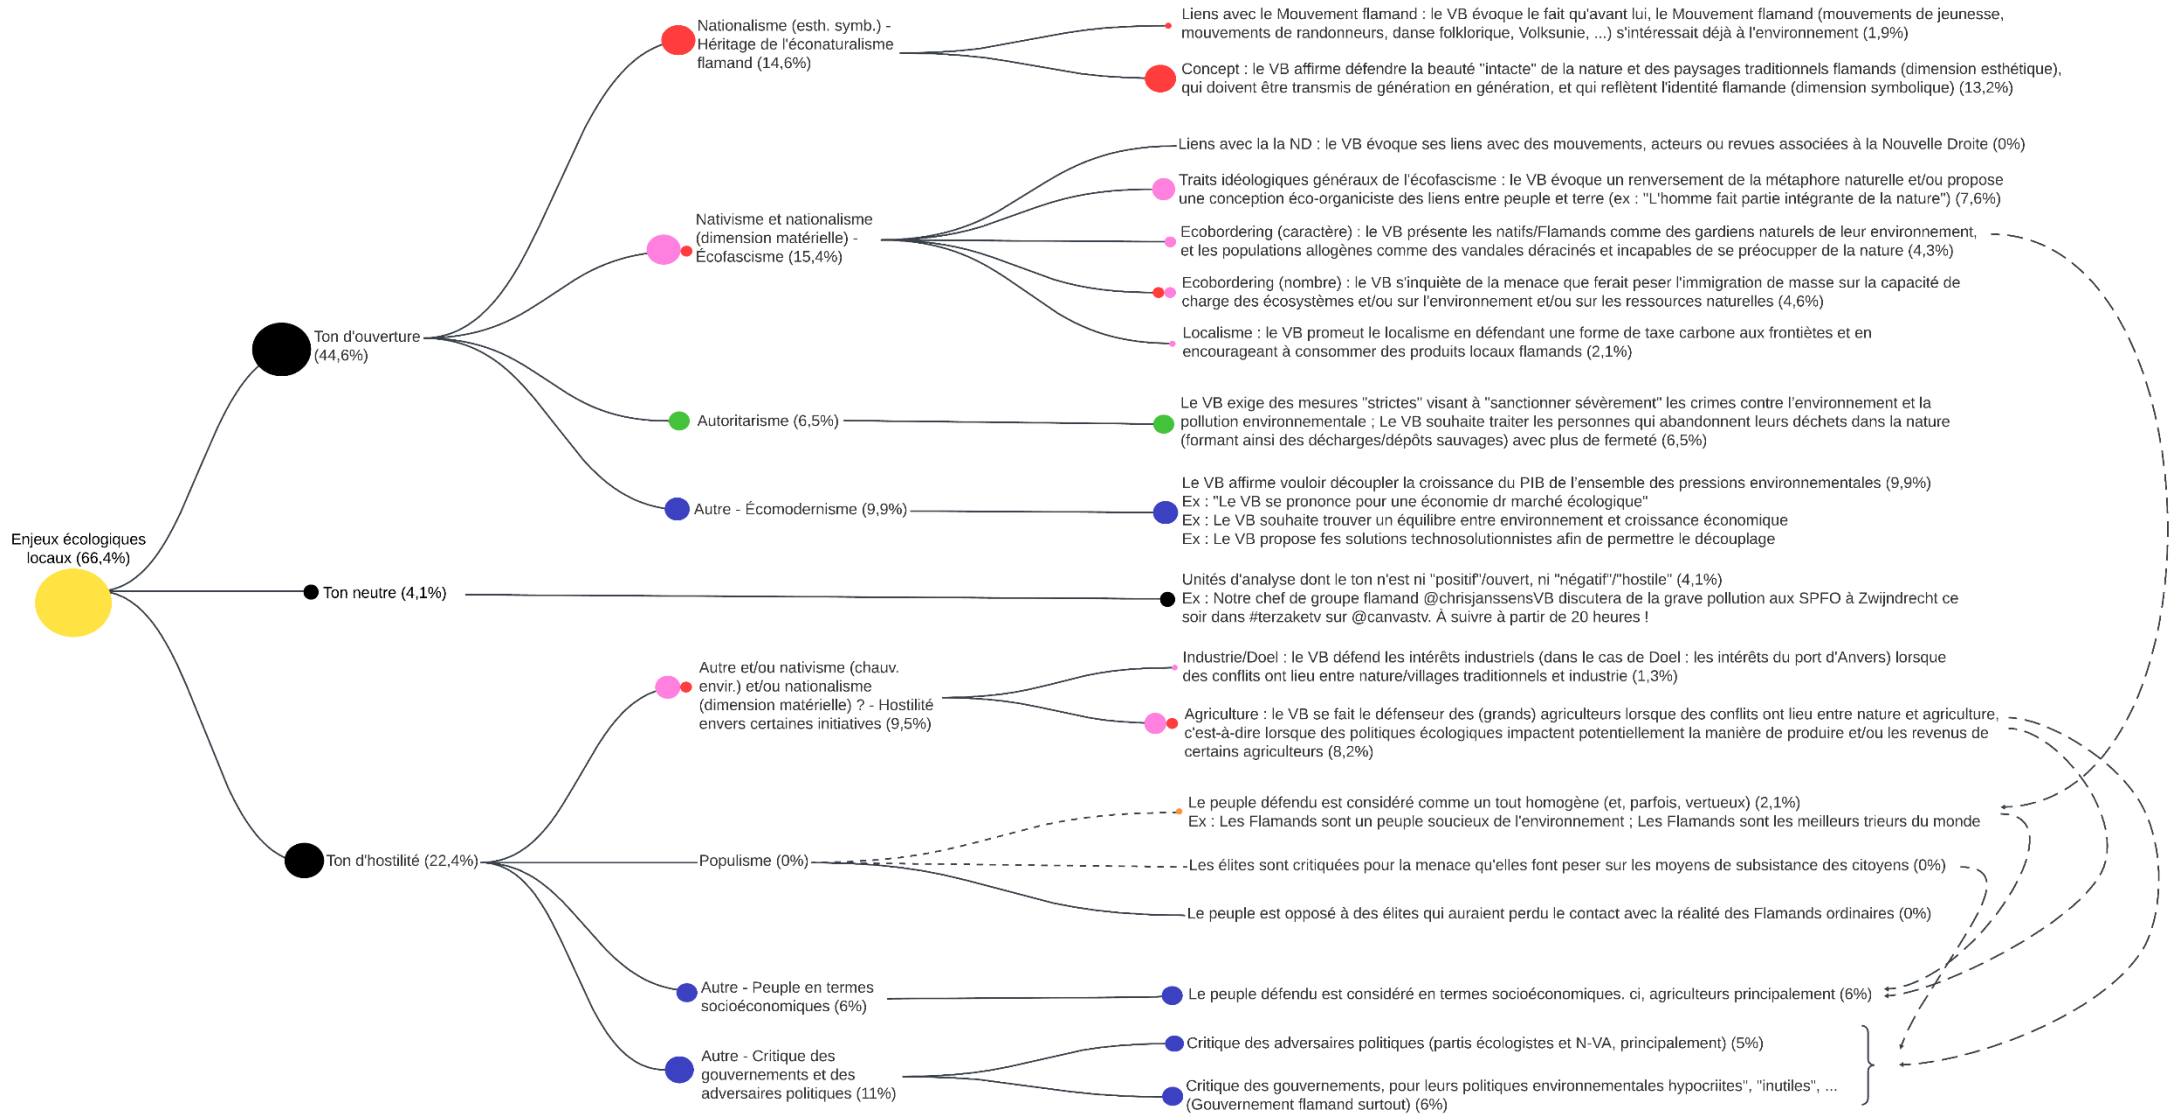 Enjeux écologiques
locaux (66,4%)
Ton d'ouverture
(44,6%)
Nationalisme (esth. symb.) -
Héritage de l'éconaturalisme
flamand (14,6%)
Liens avec le Mouvement flamand : le VB évoque le fait qu'avant lui, le Mouvement flamand (mouvements de jeunesse,
mouvements de randonneurs, danse folklorique, Volksunie, ...) s'intéressait déjà à l'environnement (1,9%)
Concept : le VB affirme défendre la beauté "intacte" de la nature et des paysages traditionnels flamands (dimension esthétique),
qui doivent être transmis de génération en génération, et qui reflètent l'identité flamande (dimension symbolique) (13,2%)
Nativisme et nationalisme
(dimension matérielle) -
Écofascisme (15,4%)
Liens avec la la ND : le VB évoque ses liens avec des mouvements, acteurs ou revues associées à la Nouvelle Droite (0%)
Traits idéologiques généraux de l'écofascisme : le VB évoque un renversement de la métaphore naturelle et/ou propose
une conception éco-organiciste des liens entre peuple et terre (ex : "L'homme fait partie intégrante de la nature") (7,6%)
Ecobordering (caractère) : le VB présente les natifs/Flamands comme des gardiens naturels de leur environnement,
et les populations allogènes comme des vandales déracinés et incapables de se préocuper de la nature (4,3%)
Ecobordering (nombre) : le VB s'inquiète de la menace que ferait peser l'immigration de masse sur la capacité de
charge des écosystèmes et/ou sur l'environnement et/ou sur les ressources naturelles (4,6%)
Localisme : le VB promeut le localisme en défendant une forme de taxe carbone aux frontiètes et en
encourageant à consommer des produits locaux flamands (2,1%)
Autoritarisme (6,5%)
Le VB exige des mesures "strictes" visant à "sanctionner sévèrement" les crimes contre l'environnement et la
pollution environnementale ; Le VB souhaite traiter les personnes qui abandonnent leurs déchets dans la nature
(formant ainsi des décharges/dépôts sauvages) avec plus de fermeté (6,5%)
Autre - Écomodernisme (9,9%)
Le VB affirme vouloir découpler la croissance du PIB de l'ensemble des pressions environnementales (9,9%)
Ex : "Le VB se prononce pour une économie dr marché écologique"
Ex : Le VB souhaite trouver un équilibre entre environnement et croissance économique
Ex : Le VB propose fes solutions technosolutionnistes afin de permettre le découplage
Ton neutre (4,1%)
Unités d'analyse dont le ton n'est ni "positif"/ouvert, ni "négatif"/"hostile" (4,1%)
Ex : Notre chef de groupe flamand @chrisjanssensVB discutera de la grave pollution aux SPFO à Zwijndrecht ce
soir dans #terzaketv sur @canvastv. À suivre à partir de 20 heures !
Ton d'hostilité (22,4%)
Autre et/ou nativisme (chauv.
envir.) et/ou nationalisme
(dimension matérielle) ? - Hostilité
envers certaines initiatives (9,5%)
Industrie/Doel : le VB défend les intérêts industriels (dans le cas de Doel : les intérêts du port d'Anvers) lorsque
des conflits ont lieu entre nature/villages traditionnels et industrie (1,3%)
Agriculture : le VB se fait le défenseur des (grands) agriculteurs lorsque des conflits ont lieu entre nature et agriculture,
c'est-à-dire lorsque des politiques écologiques impactent potentiellement la manière de produire et/ou les revenus de
certains agriculteurs (8,2%)
Populisme (0%)
Le peuple défendu est considéré comme un tout homogène (et, parfois, vertueux) (2,1%)
Ex : Les Flamands sont un peuple soucieux de l'environnement ; Les Flamands sont les meilleurs trieurs du monde
Les élites sont critiquées pour la menace qu'elles font peser sur les moyens de subsistance des citoyens (0%)
Le peuple est opposé à des élites qui auraient perdu le contact avec la réalité des Flamands ordinaires (0%)
Autre - Peuple en termes
socioéconomiques (6%)
Le peuple défendu est considéré en termes socioéconomiques. ci, agriculteurs principalement (6%)
Autre - Critique des
gouvernements et des
adversaires politiques (11%)
Critique des adversaires politiques (partis écologistes et N-VA, principalement) (5%)
Critique des gouvernements, pour leurs politiques environnementales hypocriites", "inutiles", ...
(Gouvernement flamand surtout) (6%)